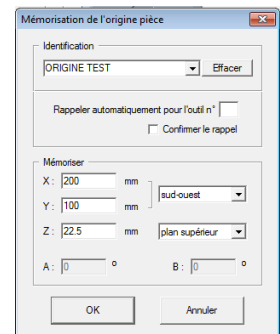 Mémorisation de l'origine pièce
Identification
ORIGINE TEST Effacer
Rappeler automatiquement pour l'outil n°
Confirmer le rappel
Mémoriser
X : 200 mm
sud-ouest
Y : 100 mm
Z : 22.5 mm plan supérieur
A : 0 ° B : 0 °
OK Annuler